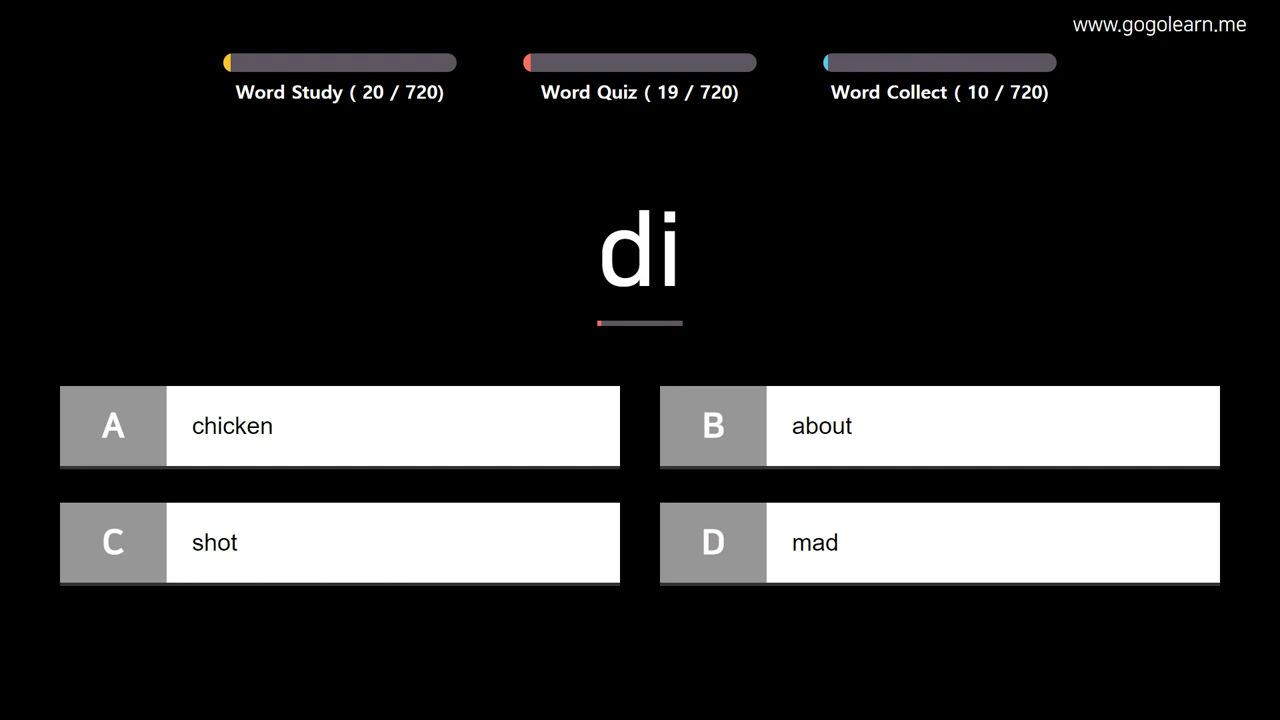 www.gogolearn.me
Word Study ( 20 / 720)
Word Quiz ( 19 / 720)
Word Collect ( 10 / 720)
di
A chicken
B about
C shot
D mad